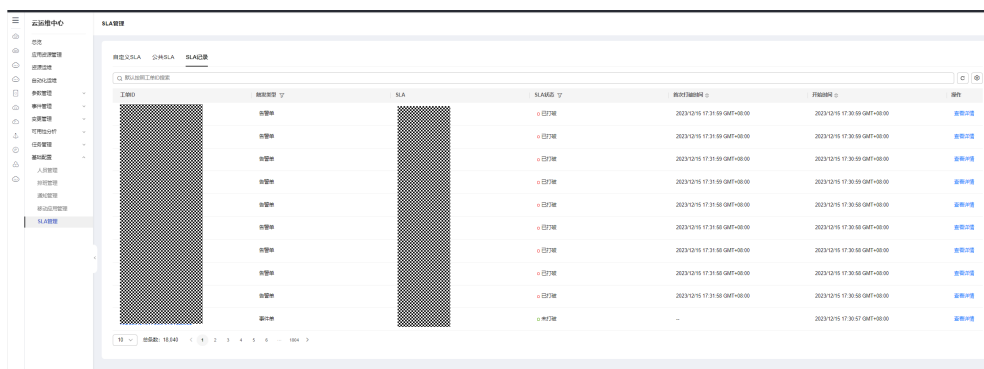 云运维中心
SLA管理
总览
应用资源管理
资源运维
自动化运维
参数管理
事件管理
变更管理
可用性分析
任务管理
基础配置
人员管理
排班管理
通知管理
移动应用管理
SLA管理
自定义SLA 公共SLA SLA记录
默认按照工单ID搜索
工单ID 触发类型 SLA SLA状态 首次打破时间 开始时间 操作
告警单 已打破 2023/12/15 17:31:59 GMT+08:00 2023/12/15 17:30:59 GMT+08:00 查看详情
告警单 已打破 2023/12/15 17:31:59 GMT+08:00 2023/12/15 17:30:59 GMT+08:00 查看详情
告警单 已打破 2023/12/15 17:31:59 GMT+08:00 2023/12/15 17:30:59 GMT+08:00 查看详情
告警单 已打破 2023/12/15 17:31:59 GMT+08:00 2023/12/15 17:30:59 GMT+08:00 查看详情
告警单 已打破 2023/12/15 17:31:58 GMT+08:00 2023/12/15 17:30:58 GMT+08:00 查看详情
告警单 已打破 2023/12/15 17:31:58 GMT+08:00 2023/12/15 17:30:58 GMT+08:00 查看详情
告警单 已打破 2023/12/15 17:31:58 GMT+08:00 2023/12/15 17:30:58 GMT+08:00 查看详情
告警单 已打破 2023/12/15 17:31:58 GMT+08:00 2023/12/15 17:30:58 GMT+08:00 查看详情
告警单 已打破 2023/12/15 17:31:58 GMT+08:00 2023/12/15 17:30:58 GMT+08:00 查看详情
事件单 未打破 -- 2023/12/15 17:30:57 GMT+08:00 查看详情
10 总条数：18,040 1 2 3 4 5 6 ... 1804